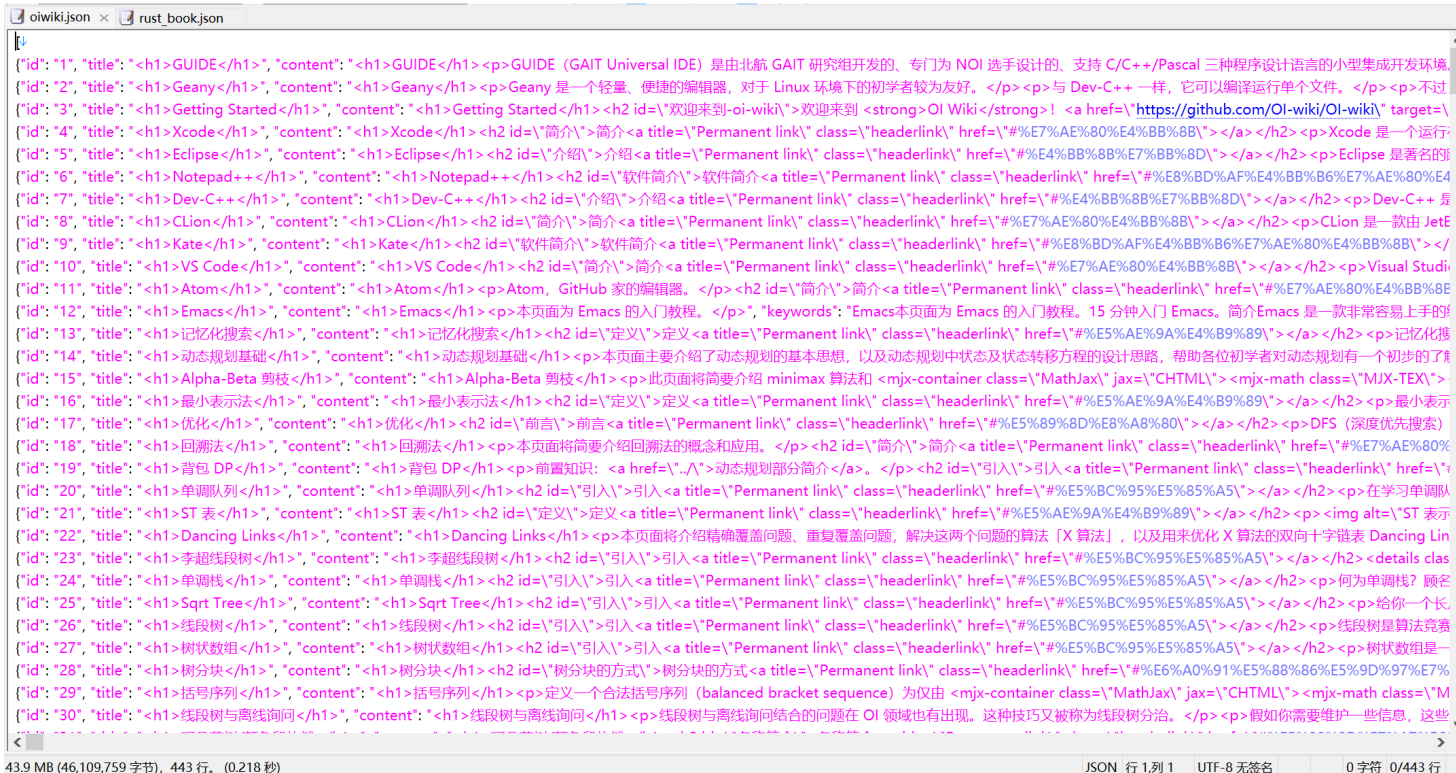 oiwiki.json × rust_book.json
[↓
{"id": "1", "title": "<h1>GUIDE</h1>", "content": "<h1>GUIDE</h1><p>GUIDE（GAIT Universal IDE）是由北航 GAIT 研究组开发的、专门为 NOI 选手设计的、支持 C/C++/Pascal 三种程序设计语言的小型集成开发环境。
{"id": "2", "title": "<h1>Geany</h1>", "content": "<h1>Geany</h1><p>Geany 是一个轻量、便捷的编辑器，对于 Linux 环境下的初学者较为友好。</p><p>与 Dev-C++ 一样，它可以编译运行单个文件。</p><p>不过
{"id": "3", "title": "<h1>Getting Started</h1>", "content": "<h1>Getting Started</h1><h2 id=\"欢迎来到-oi-wiki\">欢迎来到 <strong>OI Wiki</strong>！<a href=\"https://github.com/OI-wiki/OI-wiki\" target=\
{"id": "4", "title": "<h1>Xcode</h1>", "content": "<h1>Xcode</h1><h2 id=\"简介\">简介<a title=\"Permanent link\" class=\"headerlink\" href=\"#%E7%AE%80%E4%BB%8B\"></a></h2><p>Xcode 是一个运行
{"id": "5", "title": "<h1>Eclipse</h1>", "content": "<h1>Eclipse</h1><h2 id=\"介绍\">介绍<a title=\"Permanent link\" class=\"headerlink\" href=\"#%E4%BB%8B%E7%BB%8D\"></a></h2><p>Eclipse 是著名的
{"id": "6", "title": "<h1>Notepad++</h1>", "content": "<h1>Notepad++</h1><h2 id=\"软件简介\">软件简介<a title=\"Permanent link\" class=\"headerlink\" href=\"#%E8%BD%AF%E4%BB%B6%E7%AE%80%E4
{"id": "7", "title": "<h1>Dev-C++</h1>", "content": "<h1>Dev-C++</h1><h2 id=\"介绍\">介绍<a title=\"Permanent link\" class=\"headerlink\" href=\"#%E4%BB%8B%E7%BB%8D\"></a></h2><p>Dev-C++ 是
{"id": "8", "title": "<h1>CLion</h1>", "content": "<h1>CLion</h1><h2 id=\"简介\">简介<a title=\"Permanent link\" class=\"headerlink\" href=\"#%E7%AE%80%E4%BB%8B\"></a></h2><p>CLion 是一款由 JetB
{"id": "9", "title": "<h1>Kate</h1>", "content": "<h1>Kate</h1><h2 id=\"软件简介\">软件简介<a title=\"Permanent link\" class=\"headerlink\" href=\"#%E8%BD%AF%E4%BB%B6%E7%AE%80%E4%BB%8B\"></
{"id": "10", "title": "<h1>VS Code</h1>", "content": "<h1>VS Code</h1><h2 id=\"简介\">简介<a title=\"Permanent link\" class=\"headerlink\" href=\"#%E7%AE%80%E4%BB%8B\"></a></h2><p>Visual Studi
{"id": "11", "title": "<h1>Atom</h1>", "content": "<h1>Atom</h1><p>Atom，GitHub 家的编辑器。</p><h2 id=\"简介\">简介<a title=\"Permanent link\" class=\"headerlink\" href=\"#%E7%AE%80%E4%BB%8B
{"id": "12", "title": "<h1>Emacs</h1>", "content": "<h1>Emacs</h1><p>本页面为 Emacs 的入门教程。</p>", "keywords": "Emacs本页面为 Emacs 的入门教程。15 分钟入门 Emacs。简介Emacs 是一款非常容易上手的
{"id": "13", "title": "<h1>记忆化搜索</h1>", "content": "<h1>记忆化搜索</h1><h2 id=\"定义\">定义<a title=\"Permanent link\" class=\"headerlink\" href=\"#%E5%AE%9A%E4%B9%89\"></a></h2><p>记忆化搜
{"id": "14", "title": "<h1>动态规划基础</h1>", "content": "<h1>动态规划基础</h1><p>本页面主要介绍了动态规划的基本思想，以及动态规划中状态及状态转移方程的设计思路，帮助各位初学者对动态规划有一个初步的了解
{"id": "15", "title": "<h1>Alpha-Beta 剪枝</h1>", "content": "<h1>Alpha-Beta 剪枝</h1><p>此页面将简要介绍 minimax 算法和 <mjx-container class=\"MathJax\" jax=\"CHTML\"><mjx-math class=\"MJX-TEX\">
{"id": "16", "title": "<h1>最小表示法</h1>", "content": "<h1>最小表示法</h1><h2 id=\"定义\">定义<a title=\"Permanent link\" class=\"headerlink\" href=\"#%E5%AE%9A%E4%B9%89\"></a></h2><p>最小表示
{"id": "17", "title": "<h1>优化</h1>", "content": "<h1>优化</h1><h2 id=\"前言\">前言<a title=\"Permanent link\" class=\"headerlink\" href=\"#%E5%89%8D%E8%A8%80\"></a></h2><p>DFS（深度优先搜索）
{"id": "18", "title": "<h1>回溯法</h1>", "content": "<h1>回溯法</h1><p>本页面将简要介绍回溯法的概念和应用。</p><h2 id=\"简介\">简介<a title=\"Permanent link\" class=\"headerlink\" href=\"#%E7%AE%80%
{"id": "19", "title": "<h1>背包 DP</h1>", "content": "<h1>背包 DP</h1><p>前置知识：<a href=\"../\">动态规划部分简介</a>。</p><h2 id=\"引入\">引入<a title=\"Permanent link\" class=\"headerlink\" href=\"#
{"id": "20", "title": "<h1>单调队列</h1>", "content": "<h1>单调队列</h1><h2 id=\"引入\">引入<a title=\"Permanent link\" class=\"headerlink\" href=\"#%E5%BC%95%E5%85%A5\"></a></h2><p>在学习单调队
{"id": "21", "title": "<h1>ST 表</h1>", "content": "<h1>ST 表</h1><h2 id=\"定义\">定义<a title=\"Permanent link\" class=\"headerlink\" href=\"#%E5%AE%9A%E4%B9%89\"></a></h2><p><img alt=\"ST 表示
{"id": "22", "title": "<h1>Dancing Links</h1>", "content": "<h1>Dancing Links</h1><p>本页面将介绍精确覆盖问题、重复覆盖问题，解决这两个问题的算法「X 算法」，以及用来优化 X 算法的双向十字链表 Dancing Lin
{"id": "23", "title": "<h1>李超线段树</h1>", "content": "<h1>李超线段树</h1><h2 id=\"引入\">引入<a title=\"Permanent link\" class=\"headerlink\" href=\"#%E5%BC%95%E5%85%A5\"></a></h2><details clas
{"id": "24", "title": "<h1>单调栈</h1>", "content": "<h1>单调栈</h1><h2 id=\"引入\">引入<a title=\"Permanent link\" class=\"headerlink\" href=\"#%E5%BC%95%E5%85%A5\"></a></h2><p>何为单调栈？顾名
{"id": "25", "title": "<h1>Sqrt Tree</h1>", "content": "<h1>Sqrt Tree</h1><h2 id=\"引入\">引入<a title=\"Permanent link\" class=\"headerlink\" href=\"#%E5%BC%95%E5%85%A5\"></a></h2><p>给你一个长
{"id": "26", "title": "<h1>线段树</h1>", "content": "<h1>线段树</h1><h2 id=\"引入\">引入<a title=\"Permanent link\" class=\"headerlink\" href=\"#%E5%BC%95%E5%85%A5\"></a></h2><p>线段树是算法竞赛
{"id": "27", "title": "<h1>树状数组</h1>", "content": "<h1>树状数组</h1><h2 id=\"引入\">引入<a title=\"Permanent link\" class=\"headerlink\" href=\"#%E5%BC%95%E5%85%A5\"></a></h2><p>树状数组是一
{"id": "28", "title": "<h1>树分块</h1>", "content": "<h1>树分块</h1><h2 id=\"树分块的方式\">树分块的方式<a title=\"Permanent link\" class=\"headerlink\" href=\"#%E6%A0%91%E5%88%86%E5%9D%97%E7%
{"id": "29", "title": "<h1>括号序列</h1>", "content": "<h1>括号序列</h1><p>定义一个合法括号序列（balanced bracket sequence）为仅由 <mjx-container class=\"MathJax\" jax=\"CHTML\"><mjx-math class=\"M
{"id": "30", "title": "<h1>线段树与离线询问</h1>", "content": "<h1>线段树与离线询问</h1><p>线段树与离线询问结合的问题在 OI 领域也有出现。这种技巧又被称为线段树分治。</p><p>假如你需要维护一些信息，这些
43.9 MB (46,109,759 字节)，443 行。 (0.218 秒) JSON 行 1,列 1 UTF-8 无签名 0 字符 0/443 行